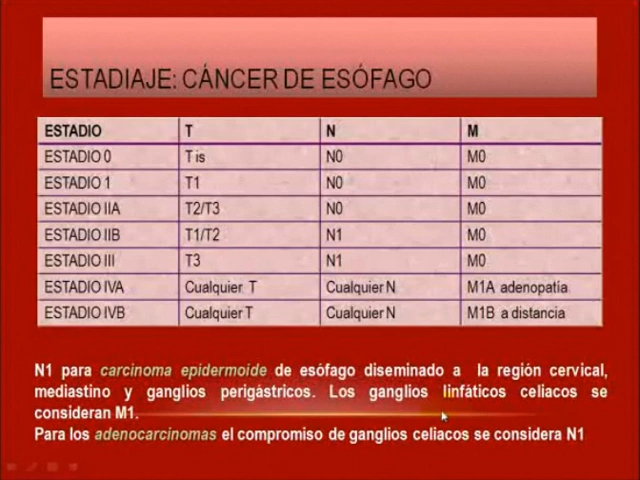 ESTADIAJE: CÁNCER DE ESÓFAGO
ESTADIO T N M
ESTADIO 0 T is N0 M0
ESTADIO 1 T1 N0 M0
ESTADIO IIA T2/T3 N0 M0
ESTADIO IIB T1/T2 N1 M0
ESTADIO III T3 N1 M0
ESTADIO IVA Cualquier T Cualquier N M1A adenopatia
ESTADIO IVB Cualquier T Cualquier N M1B a distancia
N1 para carcinoma epidermoide de esófago diseminado a la región cervical,
mediastino y ganglios perigástricos. Los ganglios linfáticos celiacos se
consideran M1.
Para los adenocarcinomas el compromiso de ganglios celiacos se considera N1